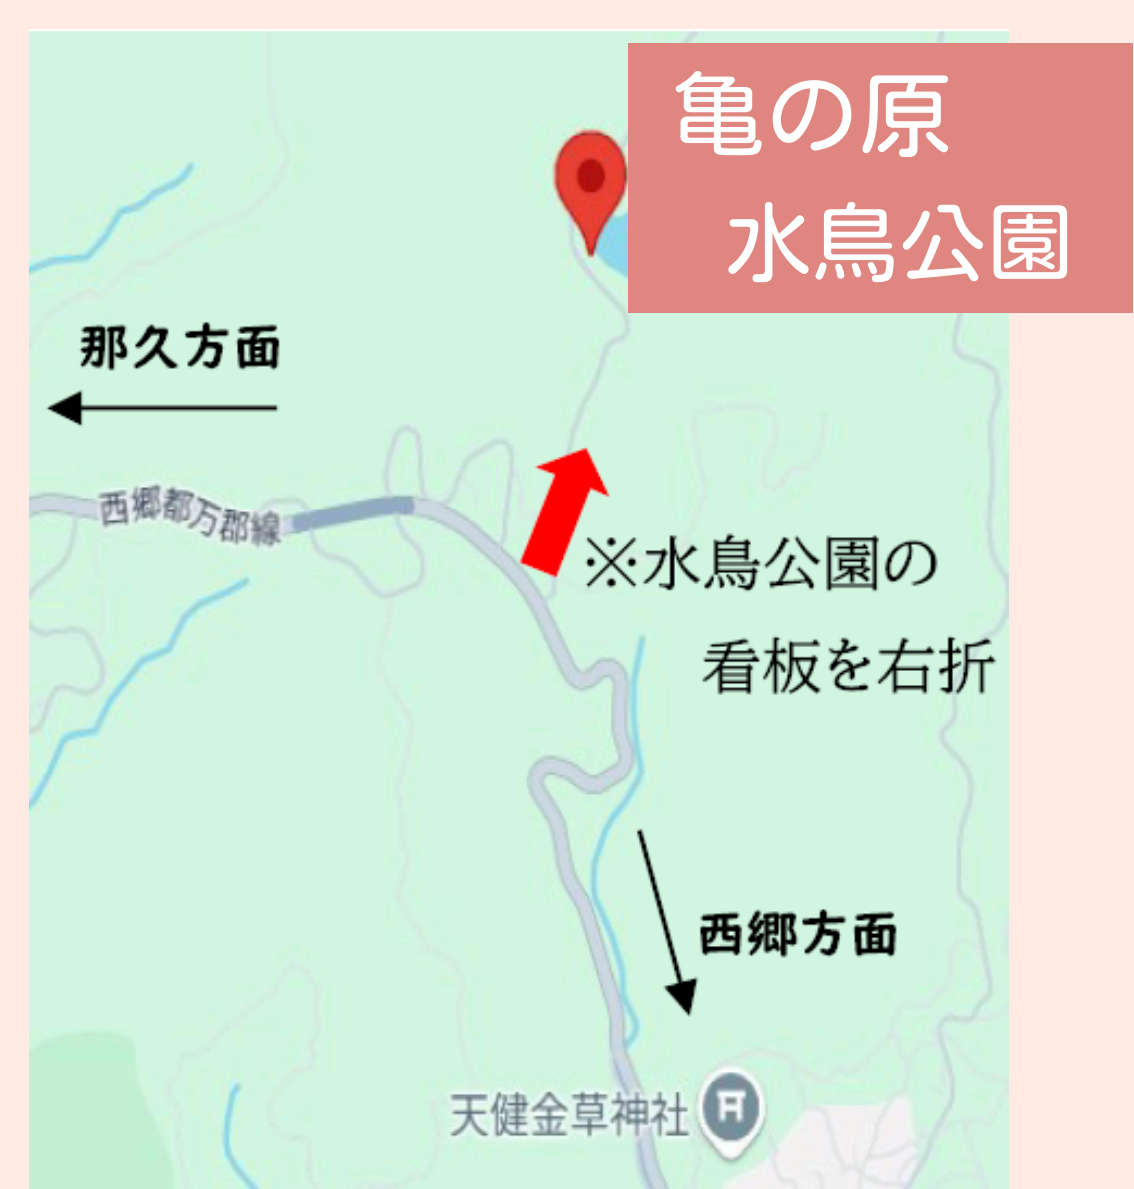 亀の原
水鳥公園
那久方面
西郷都万郡線
※水鳥公園の
看板を右折
西郷方面
天健金草神社